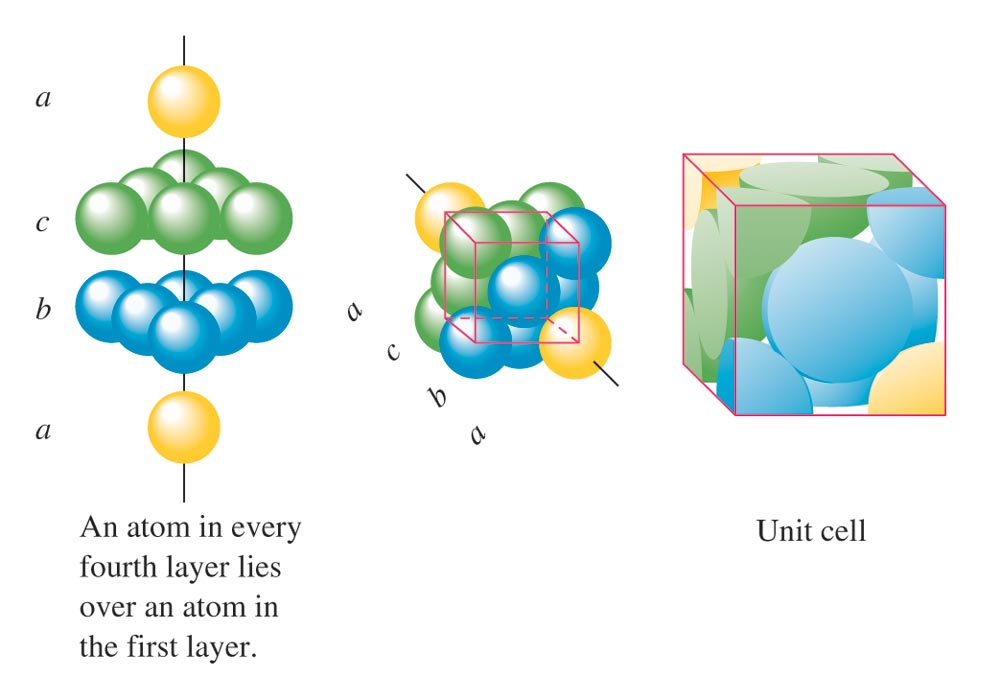 a
c
b
a
a
c
b
a
An atom in every
fourth layer lies
over an atom in
the first layer.
Unit cell